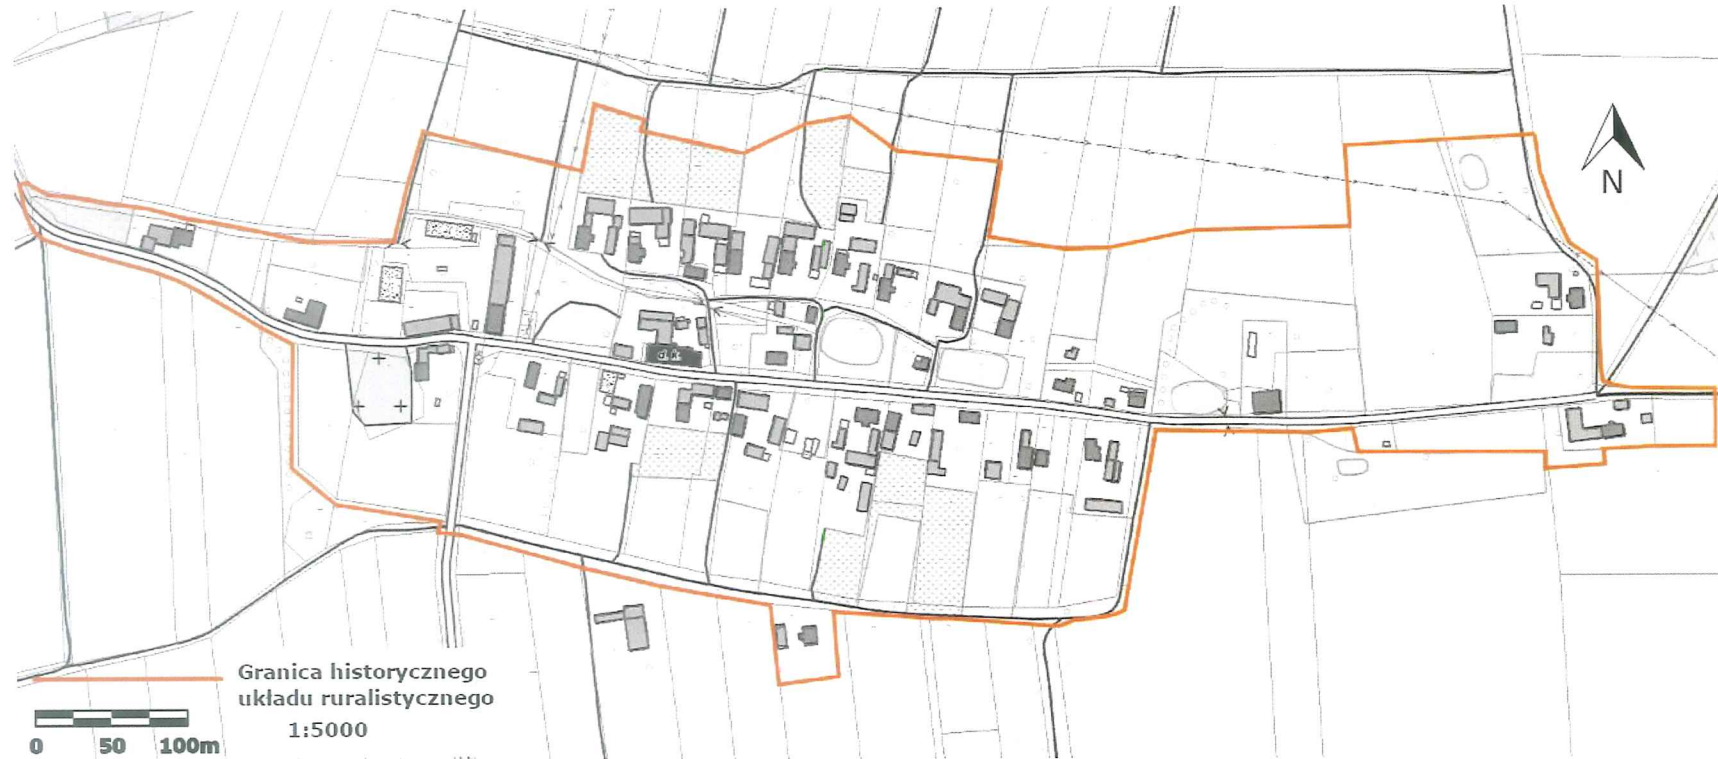 N
d.k.
Granica historycznego
układu ruralistycznego
1:5000
0 50 100m